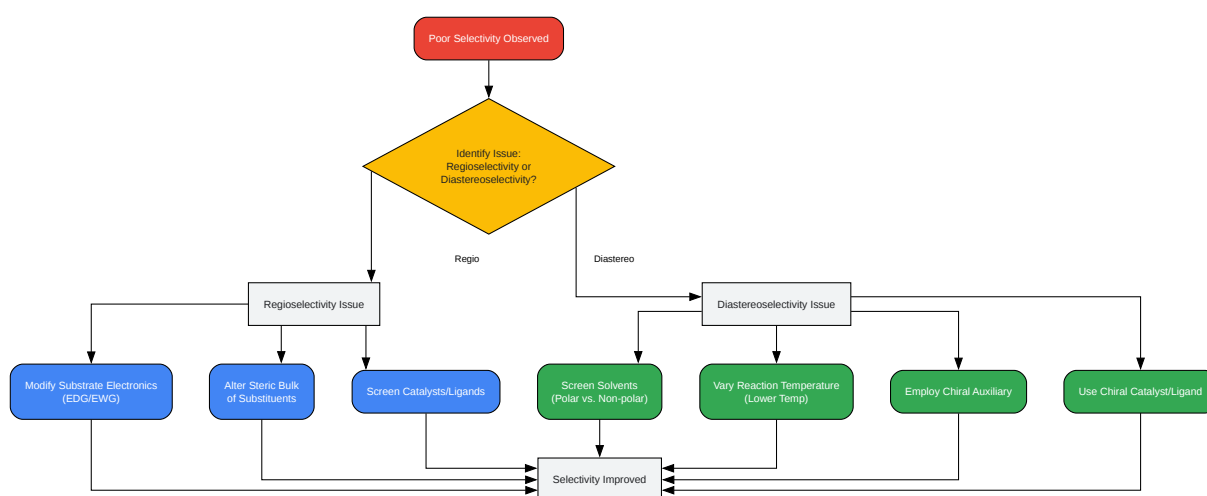 Poor Selectivity Observed
Identify Issue:
Regioselectivity or
Diastereoselectivity?
Regio
Diastereo
Regioselectivity Issue
Diastereoselectivity Issue
Modify Substrate Electronics
(EDG/EWG)
Alter Steric Bulk
of Substituents
Screen Catalysts/Ligands
Screen Solvents
(Polar vs. Non-polar)
Vary Reaction Temperature
(Lower Temp)
Employ Chiral Auxiliary
Use Chiral Catalyst/Ligand
Selectivity Improved